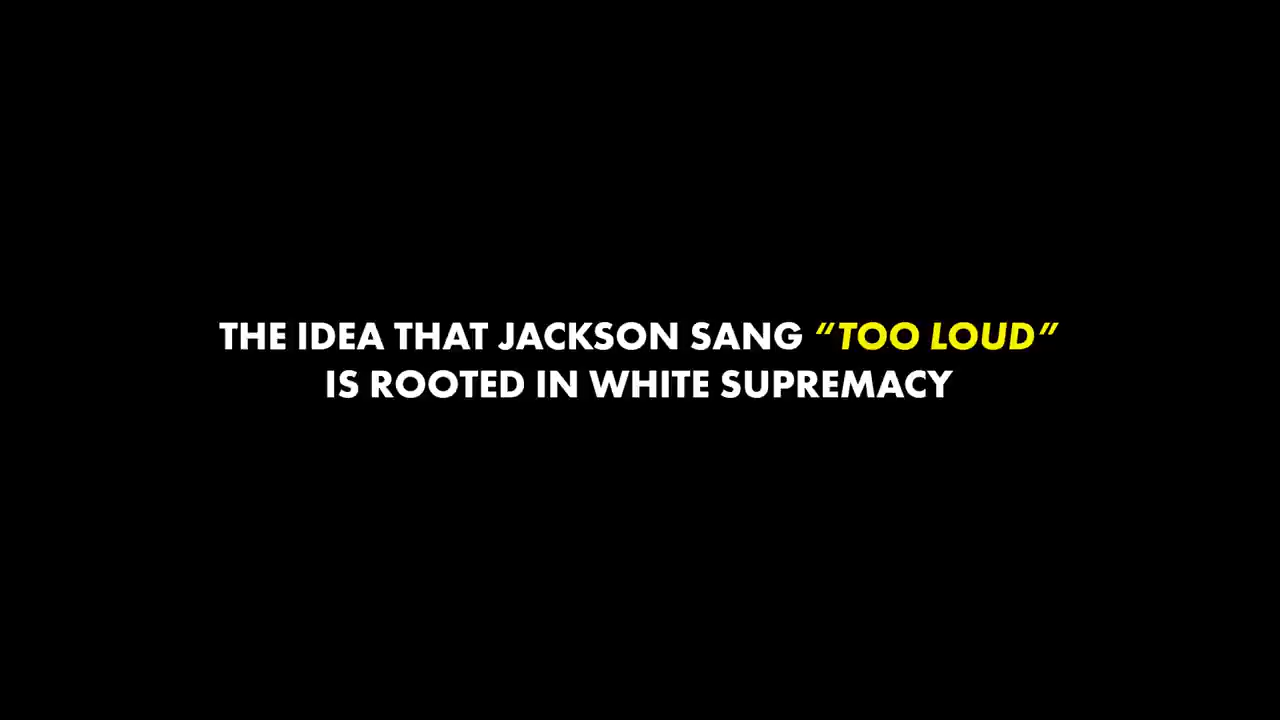 THE IDEA THAT JACKSON SANG “TOO LOUD”
IS ROOTED IN WHITE SUPREMACY